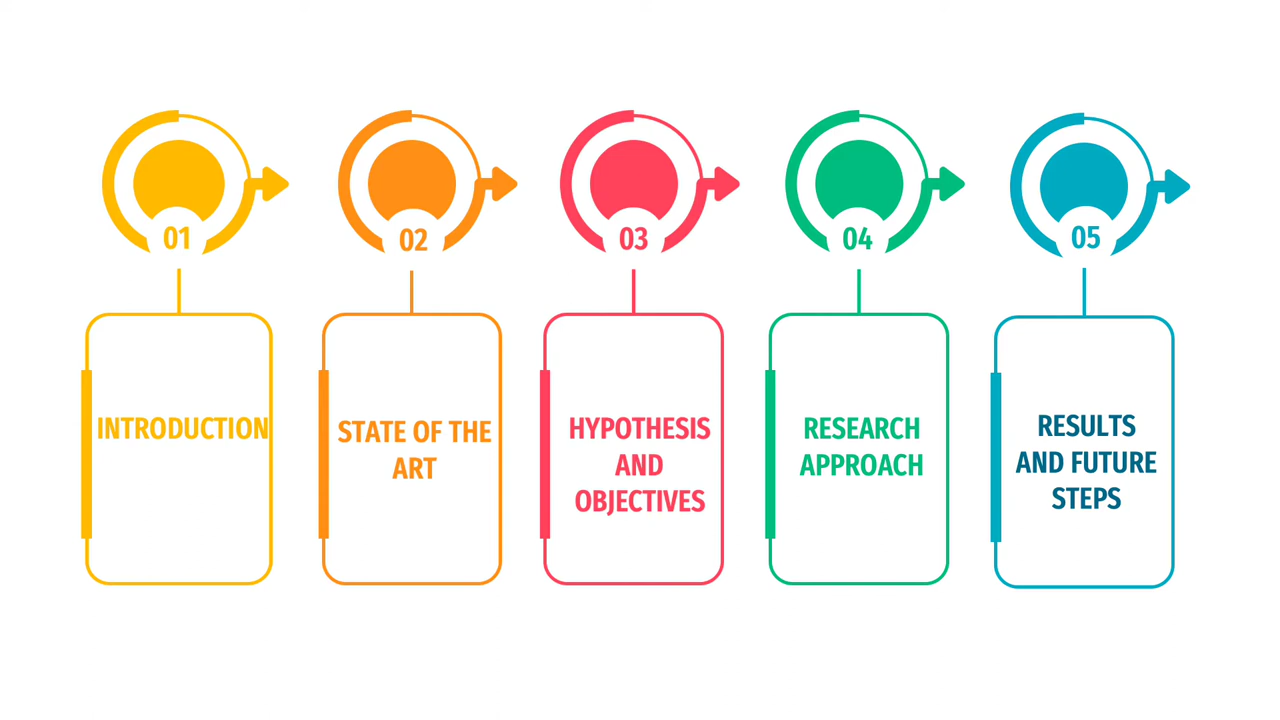 01
INTRODUCTION
02
STATE OF THE
ART
03
HYPOTHESIS
AND
OBJECTIVES
04
RESEARCH
APPROACH
05
RESULTS
AND FUTURE
STEPS